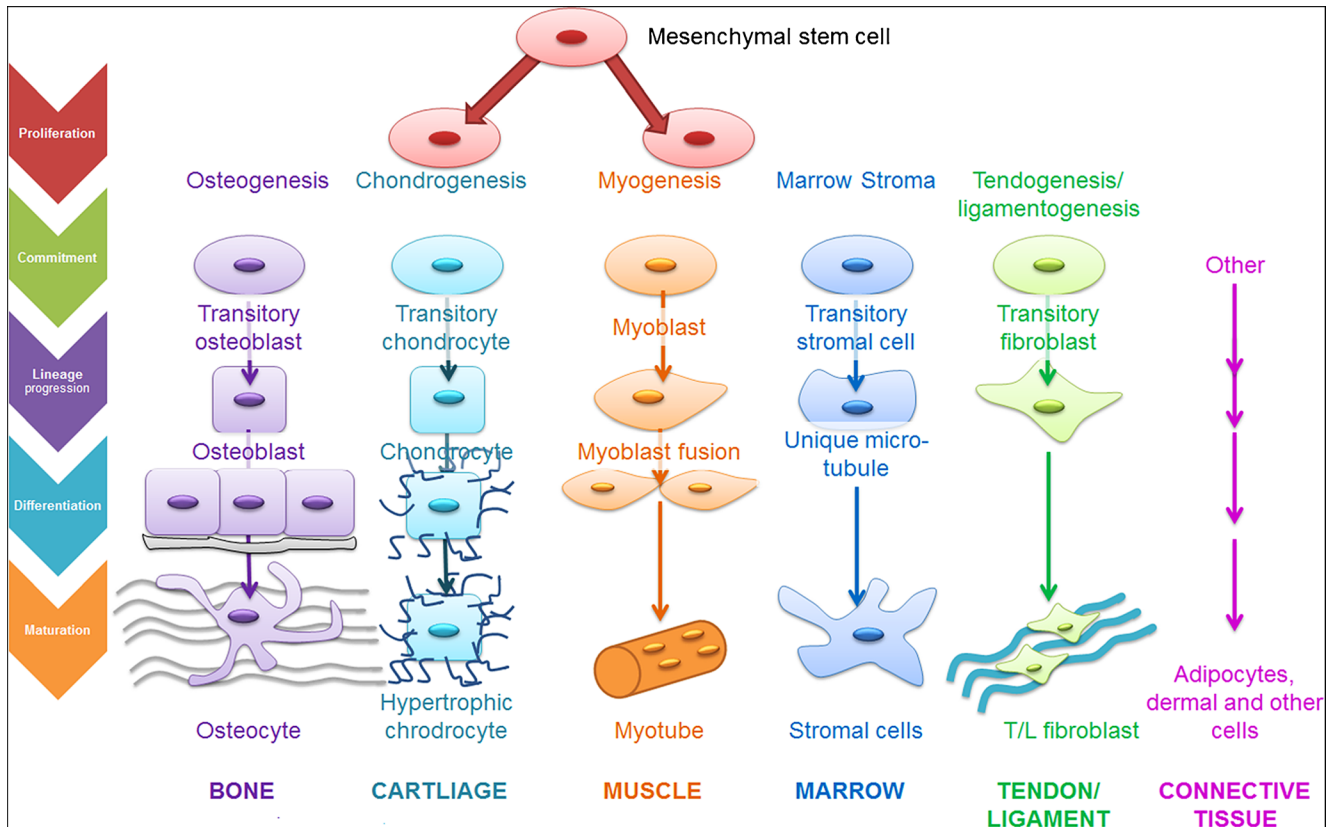 Mesenchymal stem cell
Proliferation
Osteogenesis
Chondrogenesis
Myogenesis
Marrow Stroma
Tendogenesis/
ligamentogenesis
Commitment
Other
Transitory
osteoblast
Transitory
chondrocyte
Myoblast
Transitory
stromal cell
Transitory
fibroblast
Lineage
progression
Osteoblast
Chondrocyte
Myoblast fusion
Unique micro-
tubule
Differentiation
Maturation
Osteocyte
Hypertrophic
chrodrocyte
Myotube
Stromal cells
T/L fibroblast
Adipocytes,
dermal and other
cells
BONE
CARTLIAGE
MUSCLE
MARROW
TENDON/
LIGAMENT
CONNECTIVE
TISSUE